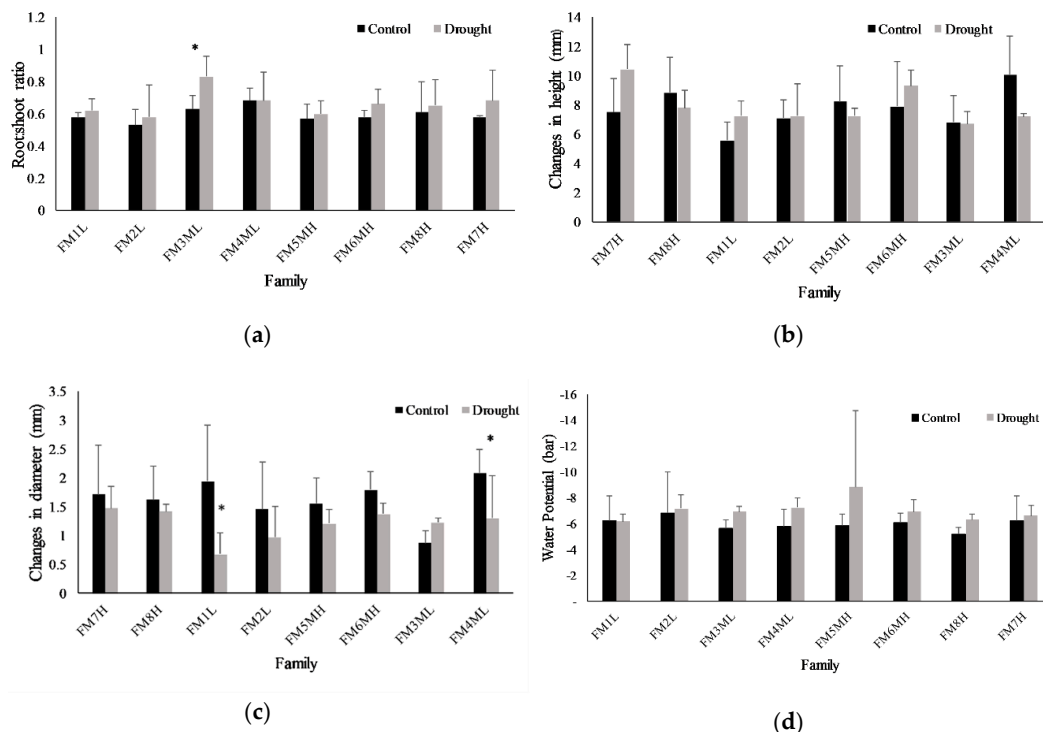 1.2
1
0.8
0.6
0.4
0.2
0
Root:shoot ratio
Control Drought
*
FM1L FM2L FM3ML FM4ML FM5MH FM6MH FM8H FM7H
Family
(a)
14
12
10
8
6
4
2
0
Changes in height (mm)
Control Drought
FM7H FM8H FM1L FM2L FM5MH FM6MH FM3ML FM4ML
Family
(b)
3.5
3
2.5
2
1.5
1
0.5
0
Changes in diameter (mm)
Control Drought
* *
FM7H FM8H FM1L FM2L FM5MH FM6MH FM3ML FM4ML
Family
(c)
-16
-14
-12
-10
-8
-6
-4
-2
-
Water Potential (bar)
Control Drought
FM1L FM2L FM3ML FM4ML FM5MH FM6MH FM8H FM7H
Family
(d)